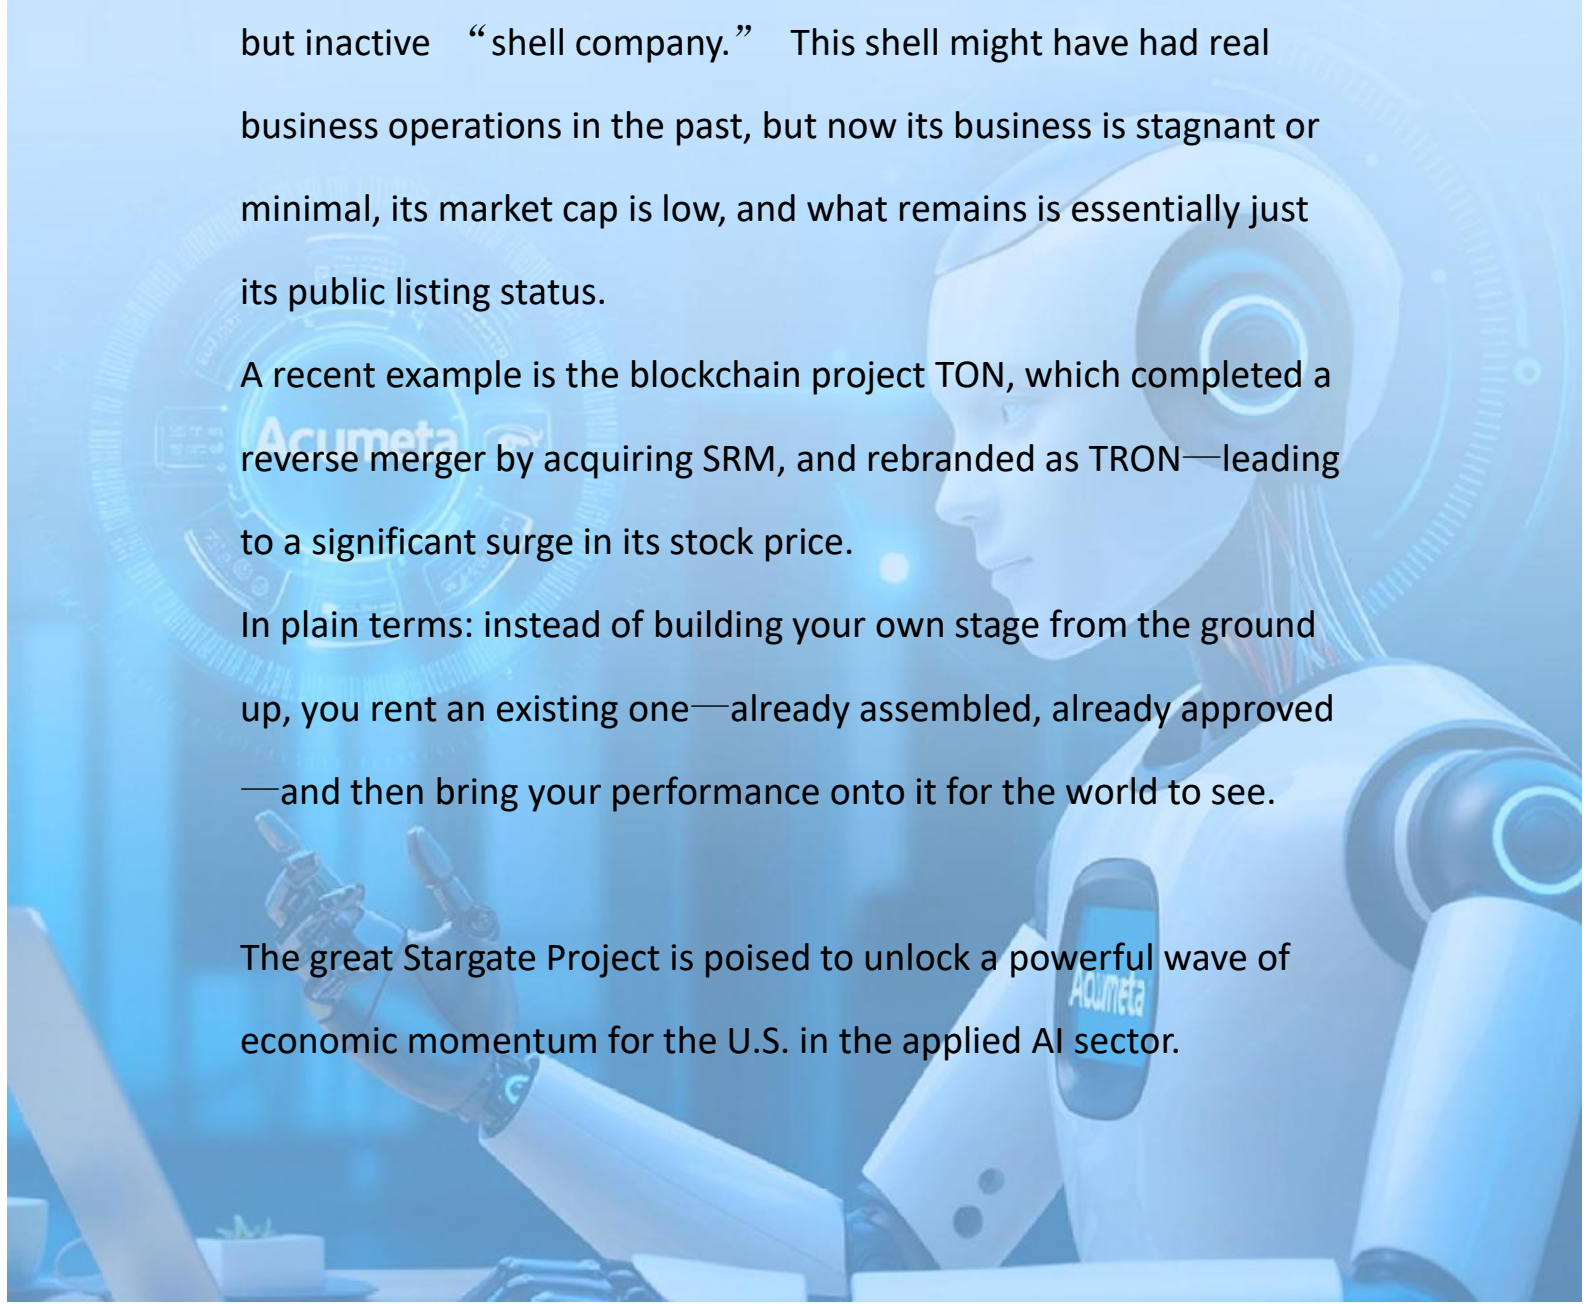 but inactive “shell company.” This shell might have had real
business operations in the past, but now its business is stagnant or
minimal, its market cap is low, and what remains is essentially just
its public listing status.
A recent example is the blockchain project TON, which completed a
Acumeta
reverse merger by acquiring SRM, and rebranded as TRON—leading
to a significant surge in its stock price.
In plain terms: instead of building your own stage from the ground
up, you rent an existing one—already assembled, already approved
—and then bring your performance onto it for the world to see.
The great Stargate Project is poised to unlock a powerful wave of
Acumeta
economic momentum for the U.S. in the applied AI sector.